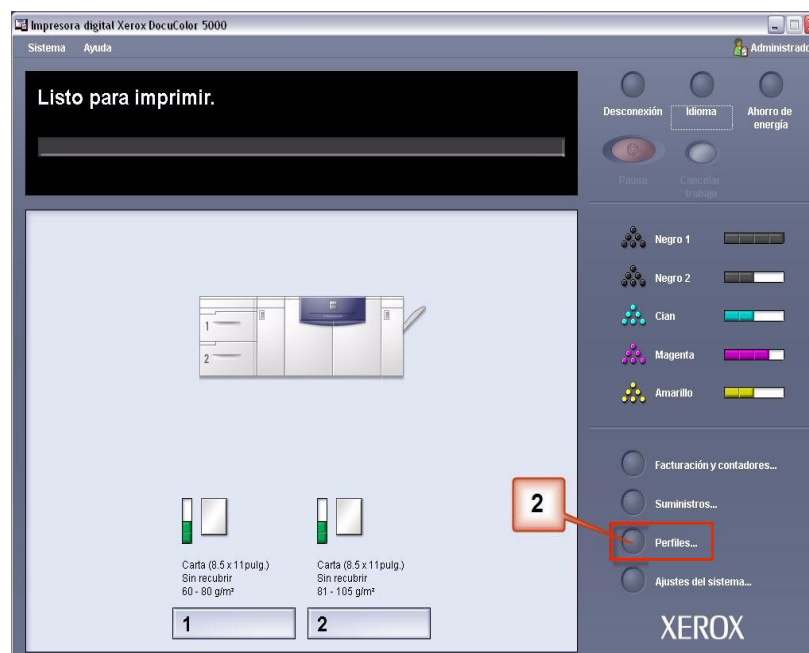 Impresora digital Xerox DocuColor 5000
Sistema Ayuda
Administrado
Listo para imprimir.
Desconexión Idioma Ahorro de
energía
Pausa Cancelar
trabajo
Negro 1
Negro 2
Cian
Magenta
Amarillo
1
2
Facturación y contadores...
Suministros...
2
Perfiles...
Ajustes del sistema...
Carta (8.5 x 11pulg.) Carta (8.5 x 11pulg.)
Sin recubrir Sin recubrir
60 - 80 g/m² 81 - 105 g/m²
1 2
XEROX